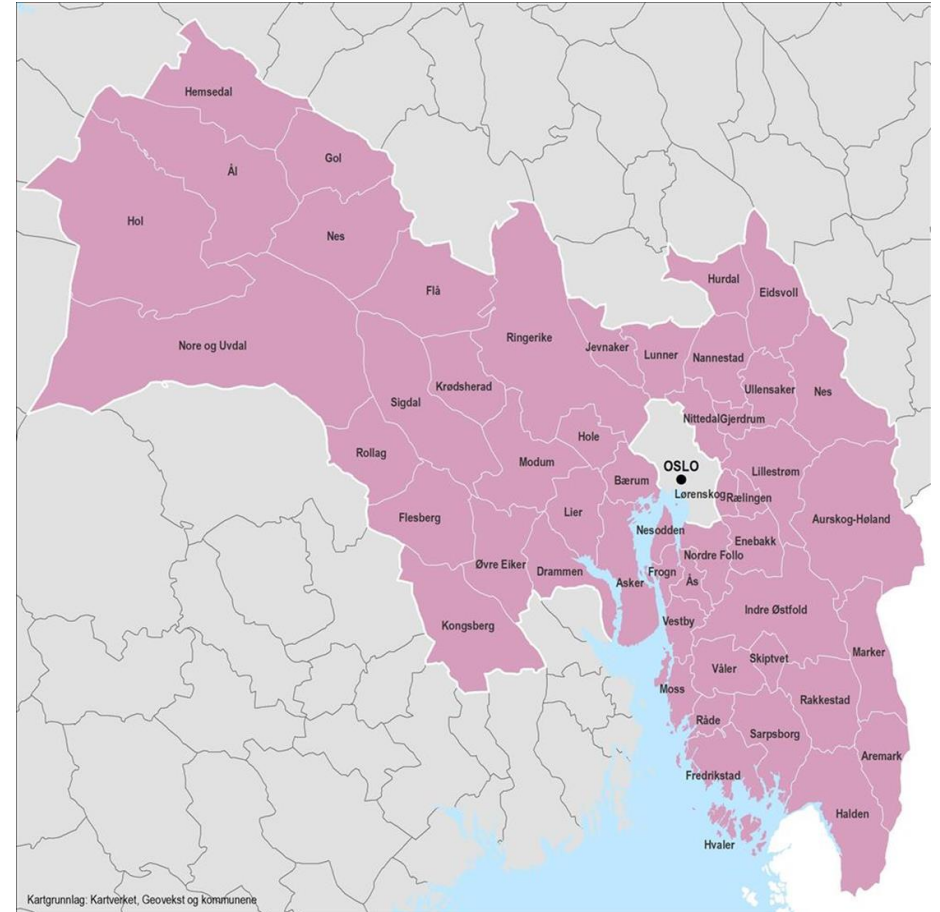 Hemsedal
Gol
Ål
Hol
Nes
Hurdal
Flå
Eidsvoll
Ringerike
Nore og Uvdal
Jevnaker
Lunner
Nannestad
Krødsherad
Ullensaker
Nes
Sigdal
NittedalGjerdrum
Hole
Rollag
Modum
OSLO
Lillestrøm
Bærum
Lørenskog
Rælingen
Lier
Flesberg
Aurskog-Høland
Nesodden
Enebakk
Nordre Follo
Øvre Eiker
Drammen
Frogn
Asker
Ås
Indre Østfold
Vestby
Kongsberg
Marker
Skiptvet
Våler
Moss
Rakkestad
Råde
Sarpsborg
Aremark
Fredrikstad
Halden
Hvaler
Kartgrunnlag: Kartverket, Geovekst og kommunene